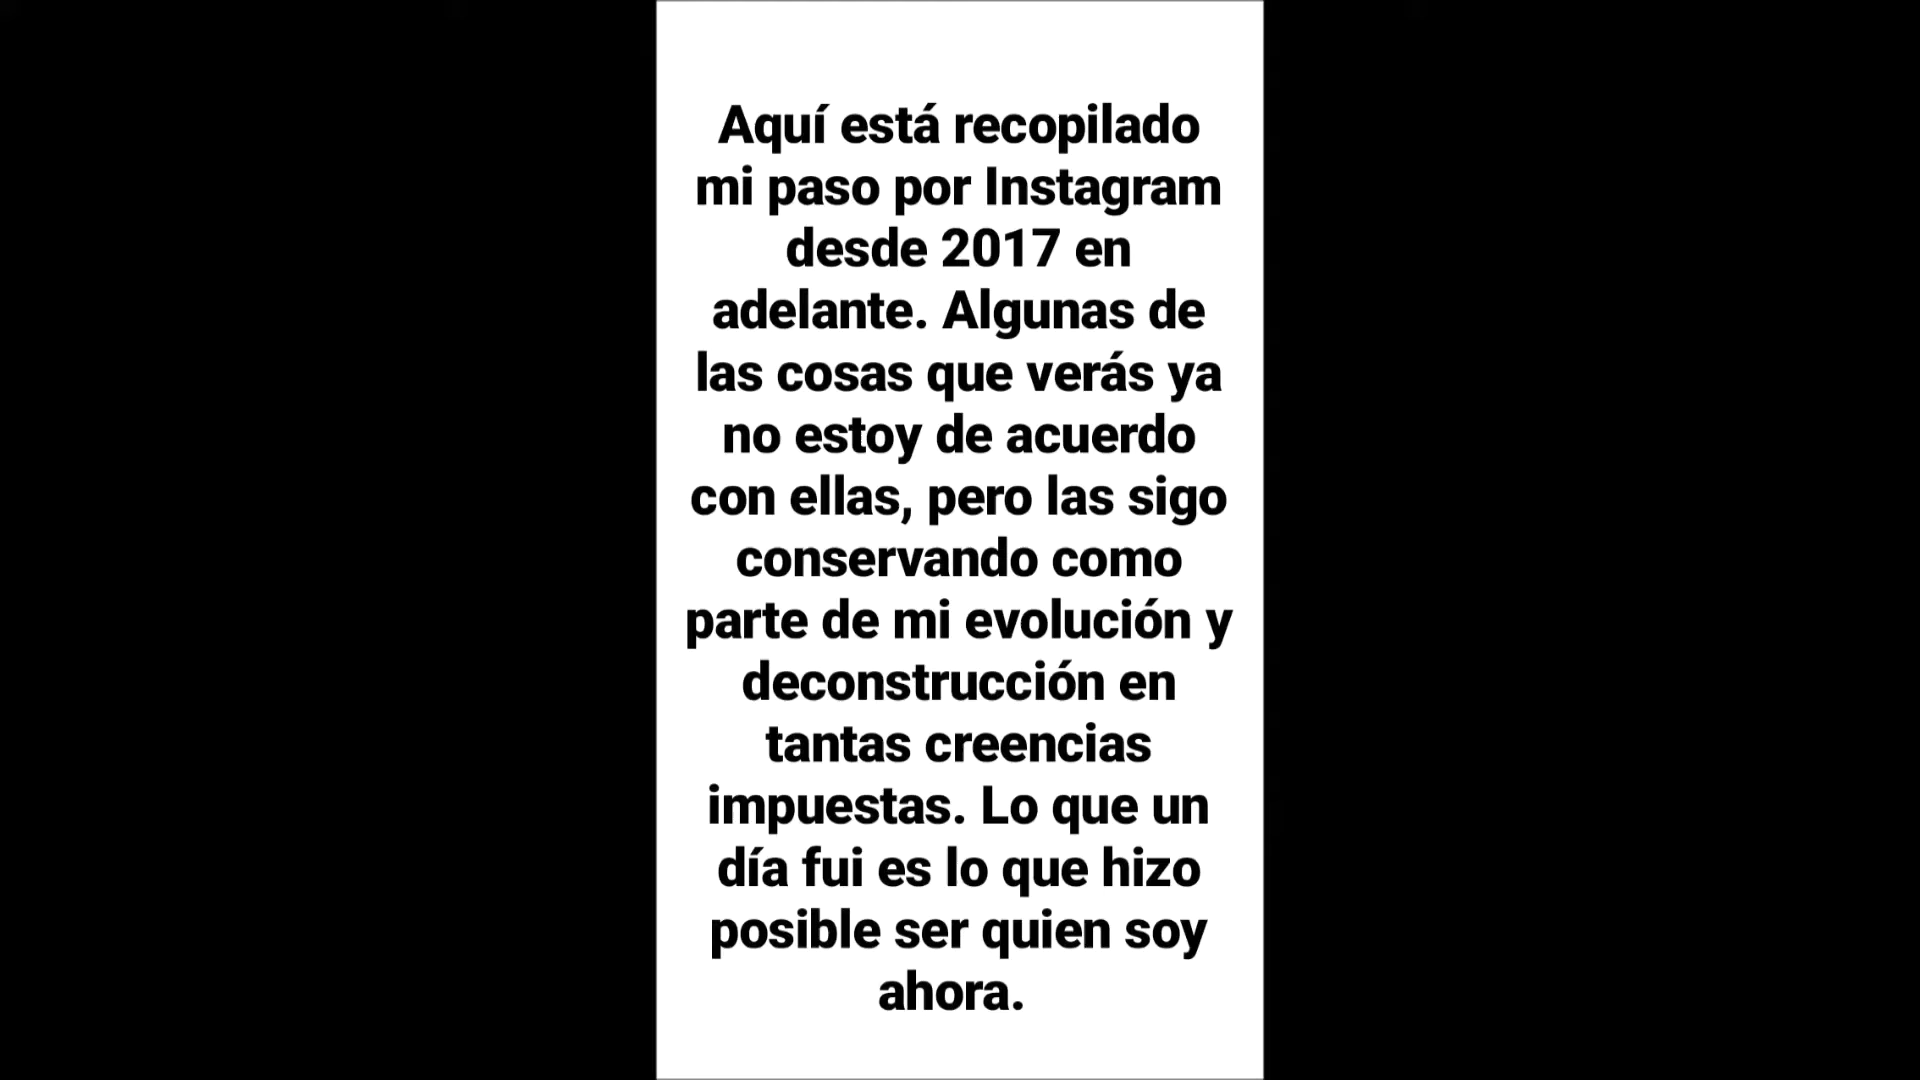 Aquí está recopilado
mi paso por Instagram
desde 2017 en
adelante. Algunas de
las cosas que verás ya
no estoy de acuerdo
con ellas, pero las sigo
conservando como
parte de mi evolución y
deconstrucción en
tantas creencias
impuestas. Lo que un
día fui es lo que hizo
posible ser quien soy
ahora.